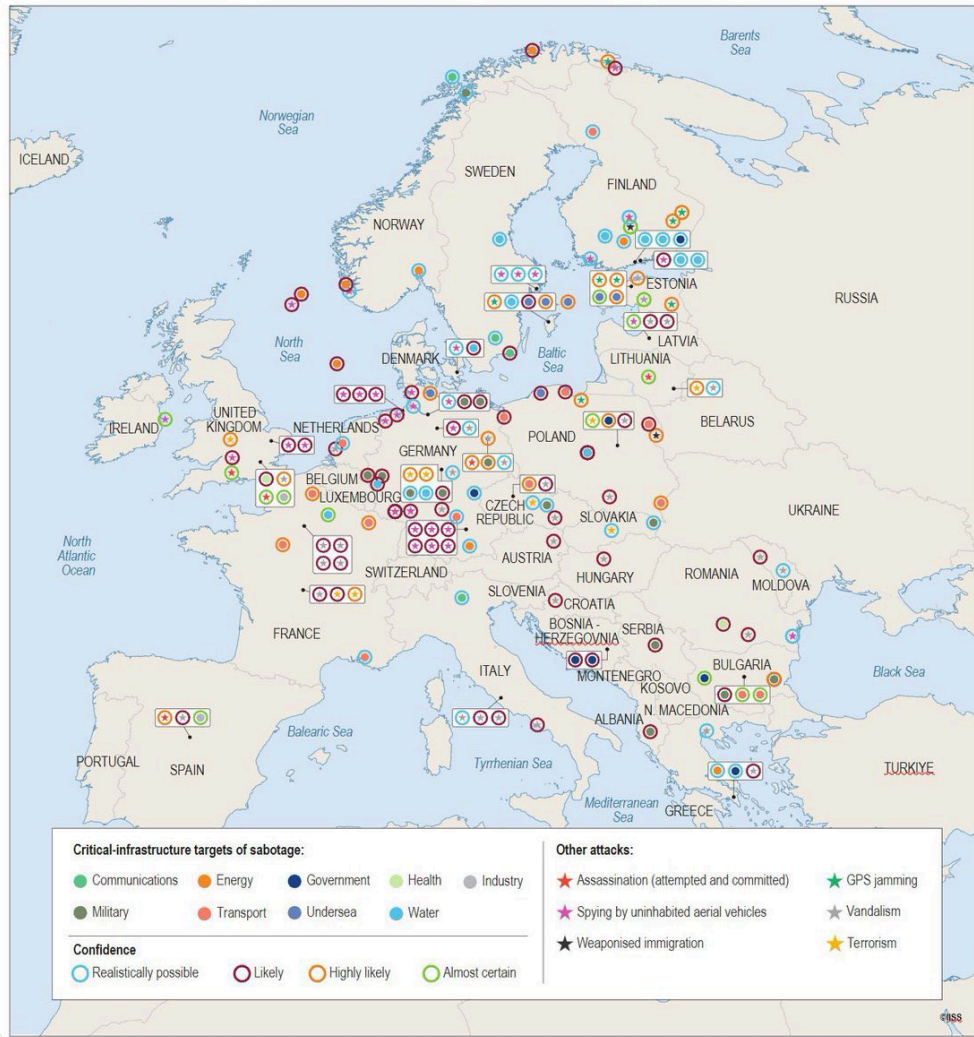 Barents
Sea
Norwegian
Sea
ICELAND
SWEDEN
FINLAND
NORWAY
ESTONIA
RUSSIA
North
Sea
LATVIA
DENMARK
Baltic
Sea
LITHUANIA
IRELAND
UNITED
KINGDOM
NETHERLANDS
BELARUS
POLAND
GERMANY
BELGIUM
LUXEMBOURG
CZECH
REPUBLIC
UKRAINE
SLOVAKIA
North
Atlantic
Ocean
AUSTRIA
SWITZERLAND
HUNGARY
ROMANIA
MOLDOVA
SLOVENIA
CROATIA
FRANCE
BOSNIA -
HERZEGOVNIA
SERBIA
ITALY
MONTENEGRO
BULGARIA
Black Sea
KOSOVO
N. MACEDONIA
ALBANIA
Balearic Sea
PORTUGAL
SPAIN
Tyrrhenian Sea
TURKIYE
Mediterranean
Sea
GREECE
Critical-infrastructure targets of sabotage:
Communications
Energy
Government
Health
Industry
Military
Transport
Undersea
Water
Confidence
Realistically possible
Likely
Highly likely
Almost certain
Other attacks:
Assassination (attempted and committed)
GPS jamming
Spying by uninhabited aerial vehicles
Vandalism
Weaponised immigration
Terrorism
©IISS